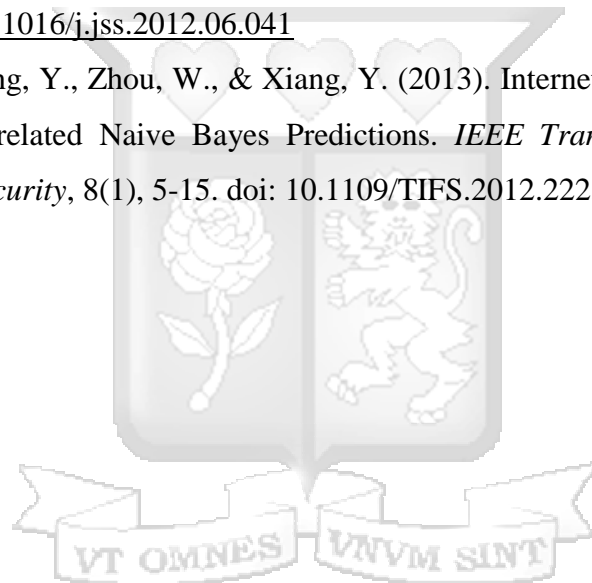 1016/j.jss.2012.06.041
ng, Y., Zhou, W., & Xiang, Y. (2013). Interne
related Naive Bayes Predictions. IEEE Tran
curity, 8(1), 5-15. doi: 10.1109/TIFS.2012.222
VT OMNES VNVM SINT